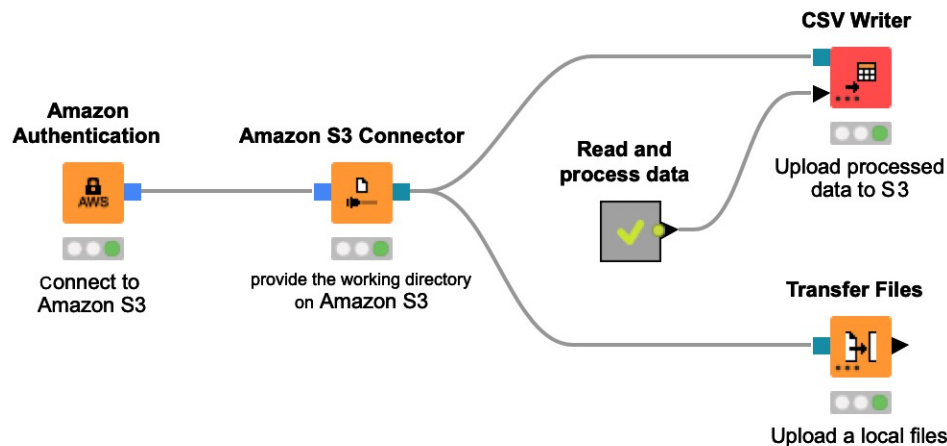 CSV Writer
Amazon
Authentication
Amazon S3 Connector
Read and
process data
AWS
Upload processed
data to S3
Connect to
Amazon S3
provide the working directory
on Amazon S3
Transfer Files
Upload a local files